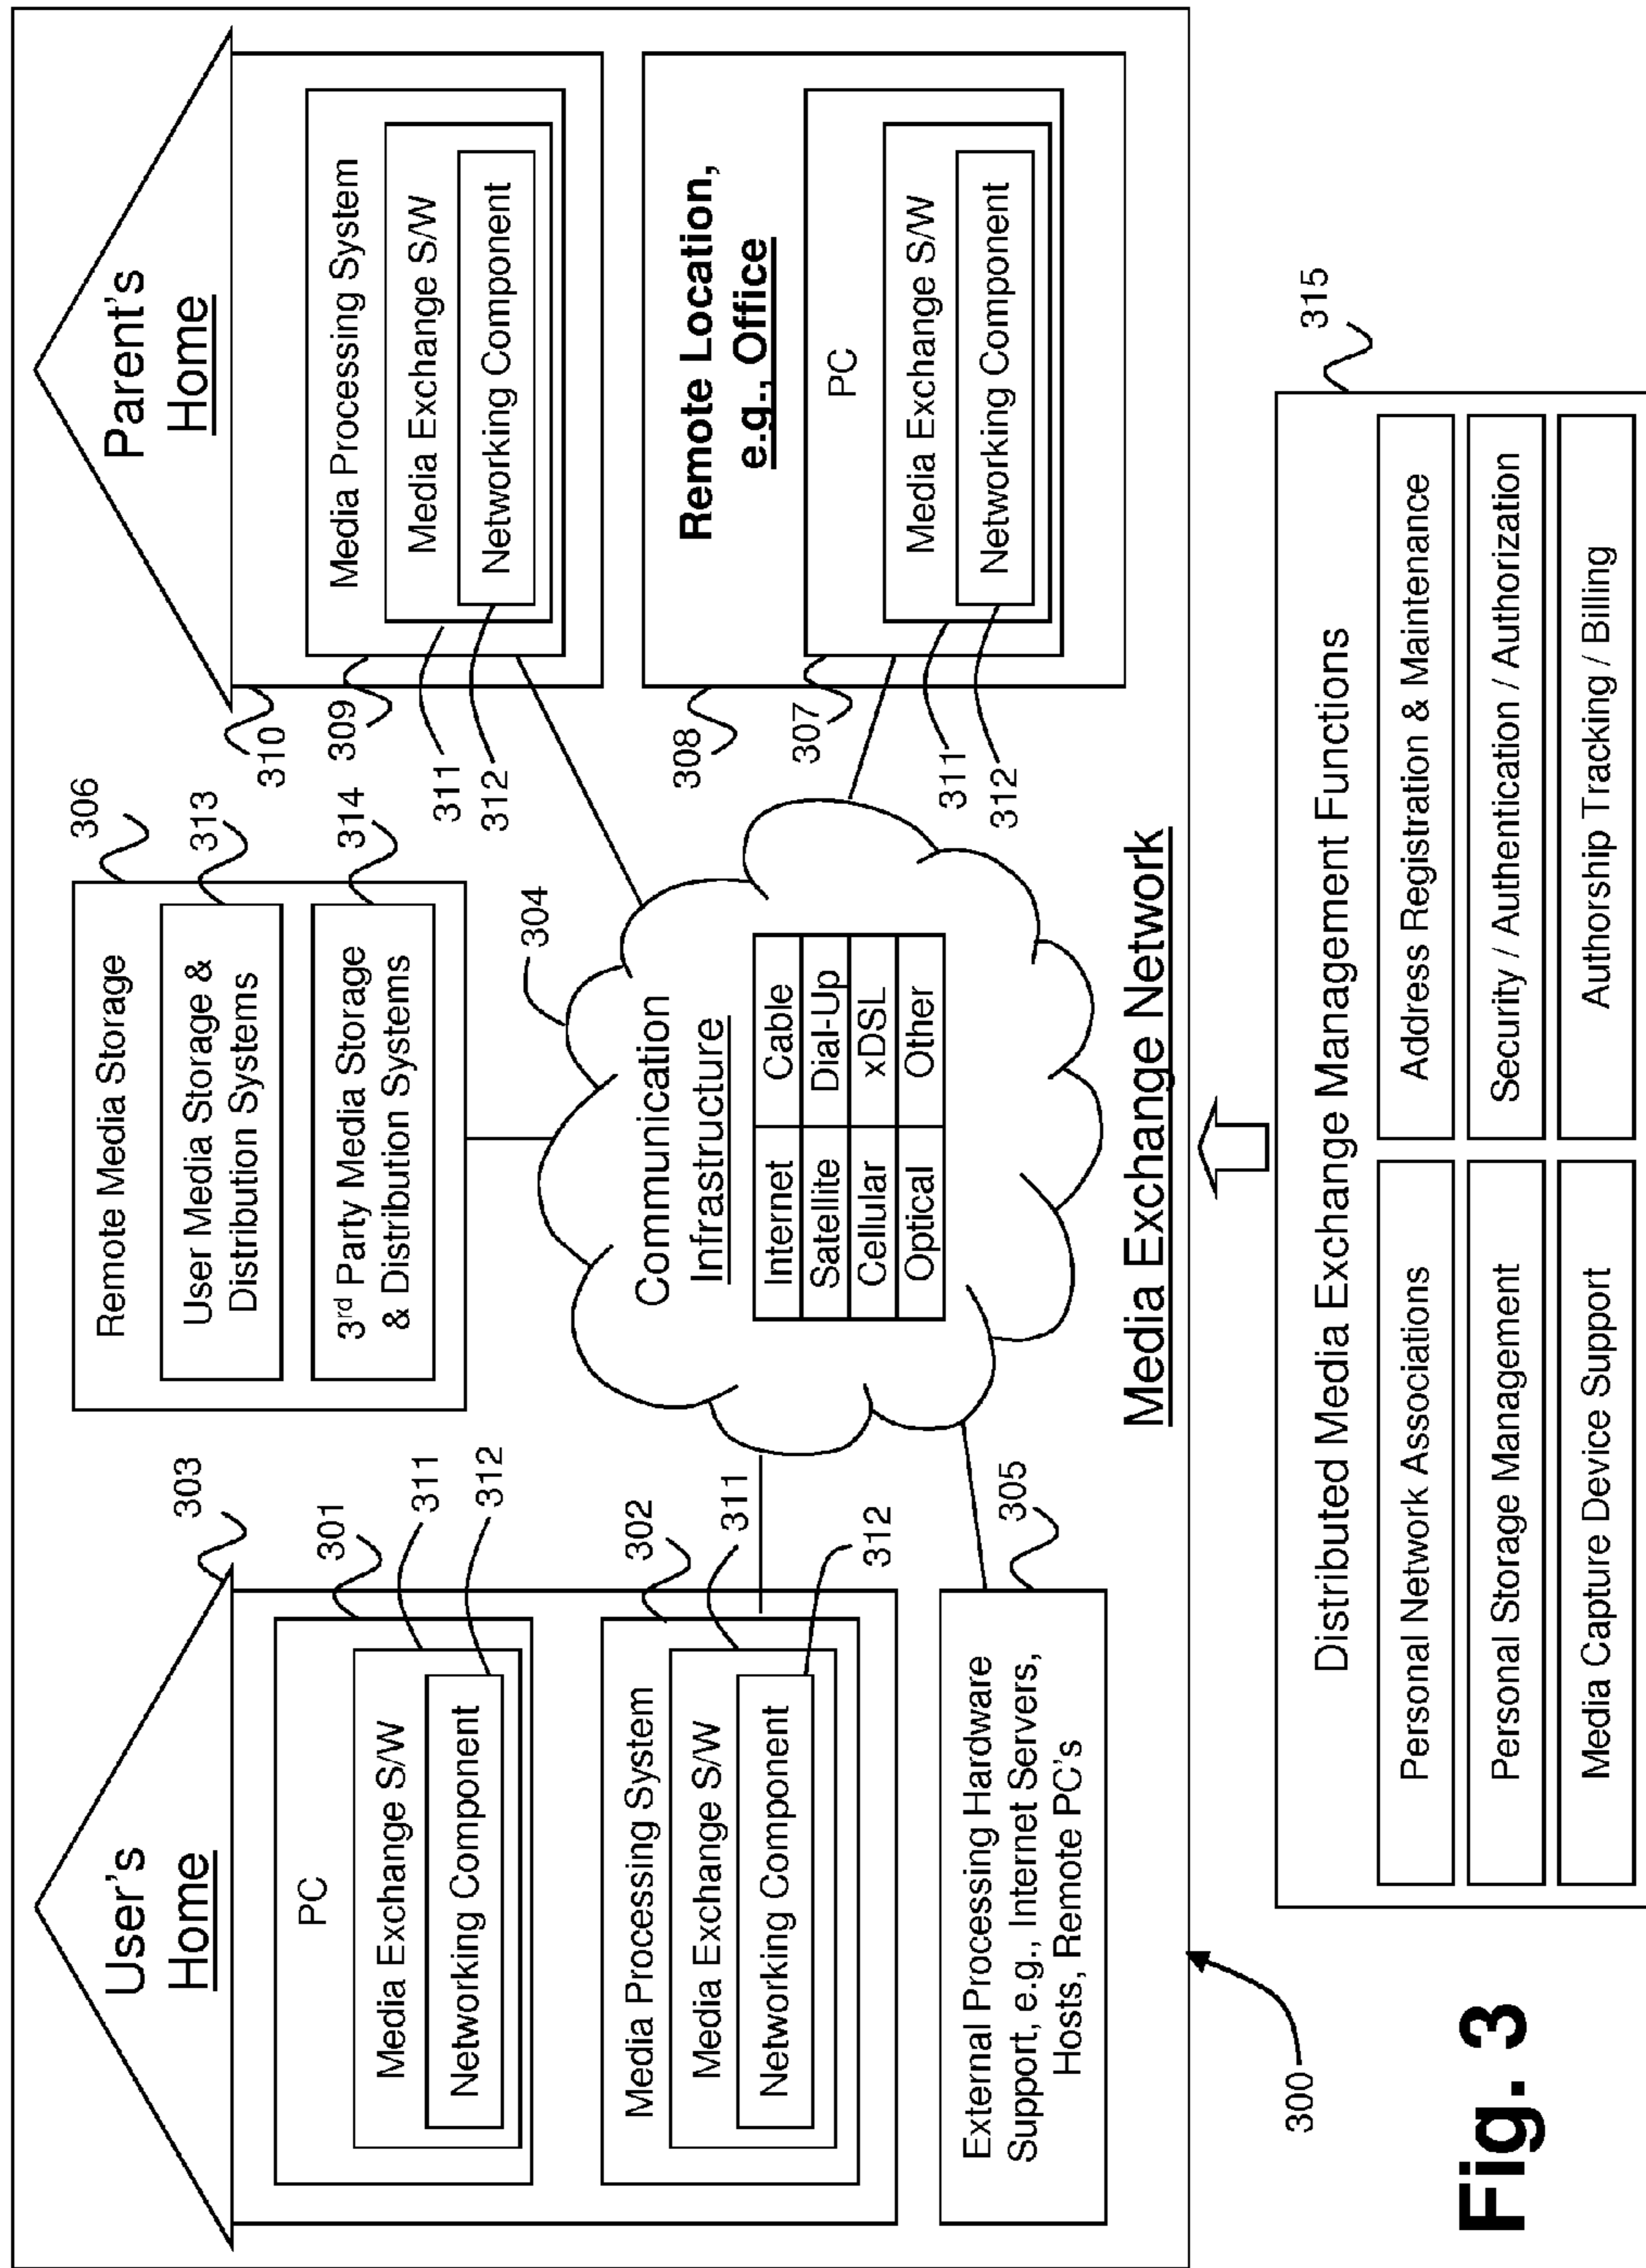 User's
Home
303
PC
301
Media Exchange S/W
311
Networking Component
312
Media Processing System
302
Media Exchange S/W
311
Networking Component
312
External Processing Hardware
Support, e.g., Internet Servers,
Hosts, Remote PC's
305
Remote Media Storage
306
User Media Storage &
Distribution Systems
313
3rd Party Media Storage
& Distribution Systems
314
304
Communication
Infrastructure
Internet Cable
Satellite Dial-Up
Cellular xDSL
Optical Other
Parent's
Home
310
Media Processing System
309
Media Exchange S/W
311
Networking Component
312
Remote Location,
e.g., Office
308
PC
307
Media Exchange S/W
311
Networking Component
312
Media Exchange Network
300
Distributed Media Exchange Management Functions
315
Personal Network Associations
Address Registration & Maintenance
Personal Storage Management
Security / Authentication / Authorization
Media Capture Device Support
Authorship Tracking / Billing
Fig. 3